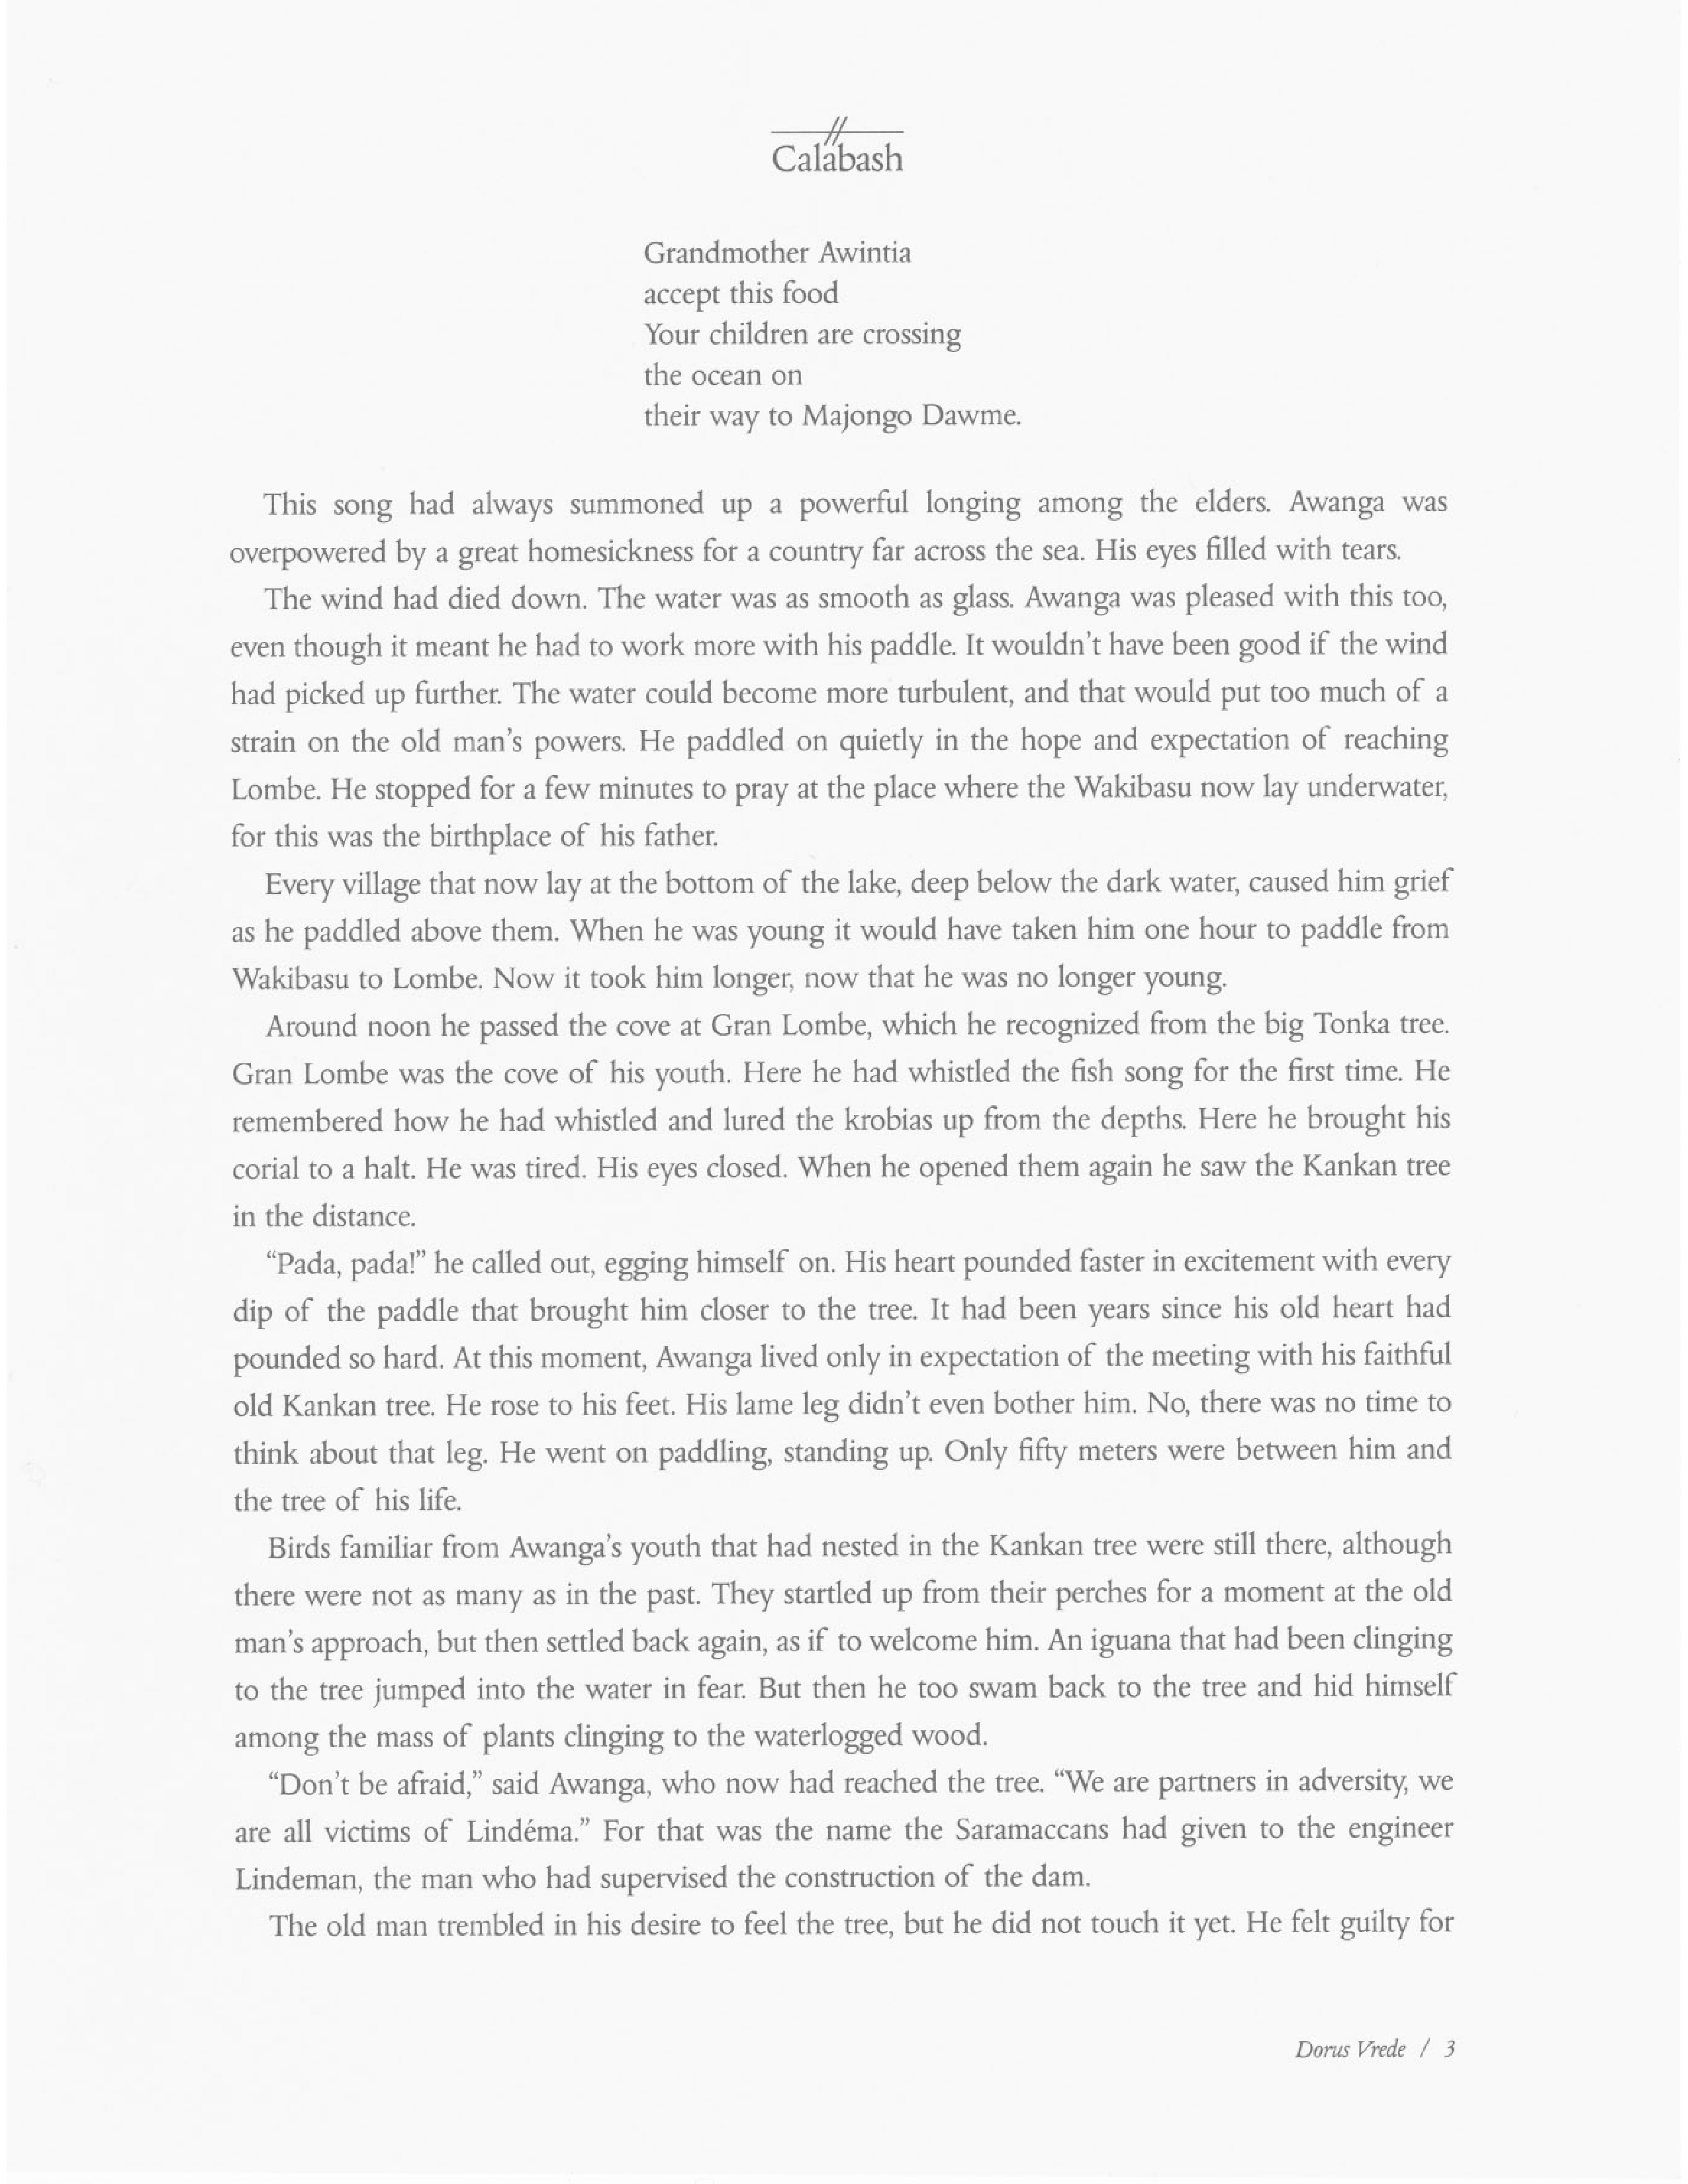 Calabash
Grandmother Awintia
accept this food
Your children are crossing
the ocean on
their way to Majongo Dawme.
This song had always summoned up a powerful longing among the elders. Awanga was
overpowered by a great homesickness for a country far across the sea. His eyes filled with tears.
The wind had died down. The water was as smooth as glass. Awanga was pleased with this too,
even though it meant he had to work more with his paddle. It wouldn't have been good if the wind
had picked up further. The water could become more turbulent, and that would put too much of a
strain on the old man's powers. He paddled on quietly in the hope and expectation of reaching
Lombe. He stopped for a few minutes to pray at the place where the Wakibasu now lay underwater,
for this was the birthplace of his father.
Every village that now lay at the bottom of the lake, deep below the dark water, caused him grief
as he paddled above them. When he was young it would have taken him one hour to paddle from
Wakibasu to Lombe. Now it took him longer, now that he was no longer young.
Around noon he passed the cove at Gran Lombe, which he recognized from the big Tonka tree.
Gran Lombe was the cove of his youth. Here he had whistled the fish song for the first time. He
remembered how he had whistled and lured the krobias up from the depths. Here he brought his
corial to a halt. He was tired. His eyes closed. When he opened them again he saw the Kankan tree
in the distance.
“Pada, pada!” he called out, egging himself on. His heart pounded faster in excitement with every
dip of the paddle that brought him closer to the tree. It had been years since his old heart had
pounded so hard. At this moment, Awanga lived only in expectation of the meeting with his faithful
old Kankan tree. He rose to his feet. His lame leg didn't even bother him. No, there was no time to
think about that leg. He went on paddling, standing up. Only fifty meters were between him and
the tree of his life.
Birds familiar from Awanga's youth that had nested in the Kankan tree were still there, although
there were not as many as in the past. They startled up from their perches for a moment at the old
man's approach, but then settled back again, as if to welcome him. An iguana that had been clinging
to the tree jumped into the water in fear. But then he too swam back to the tree and hid himself
among the mass of plants clinging to the waterlogged wood.
“Don't be afraid,” said Awanga, who now had reached the tree. “We are partners in adversity, we
are all victims of Lindéma.” For that was the name the Saramaccans had given to the engineer
Lindeman, the man who had supervised the construction of the dam.
The old man trembled in his desire to feel the tree, but he did not touch it yet. He felt guilty for
Dorus Vrede / 3